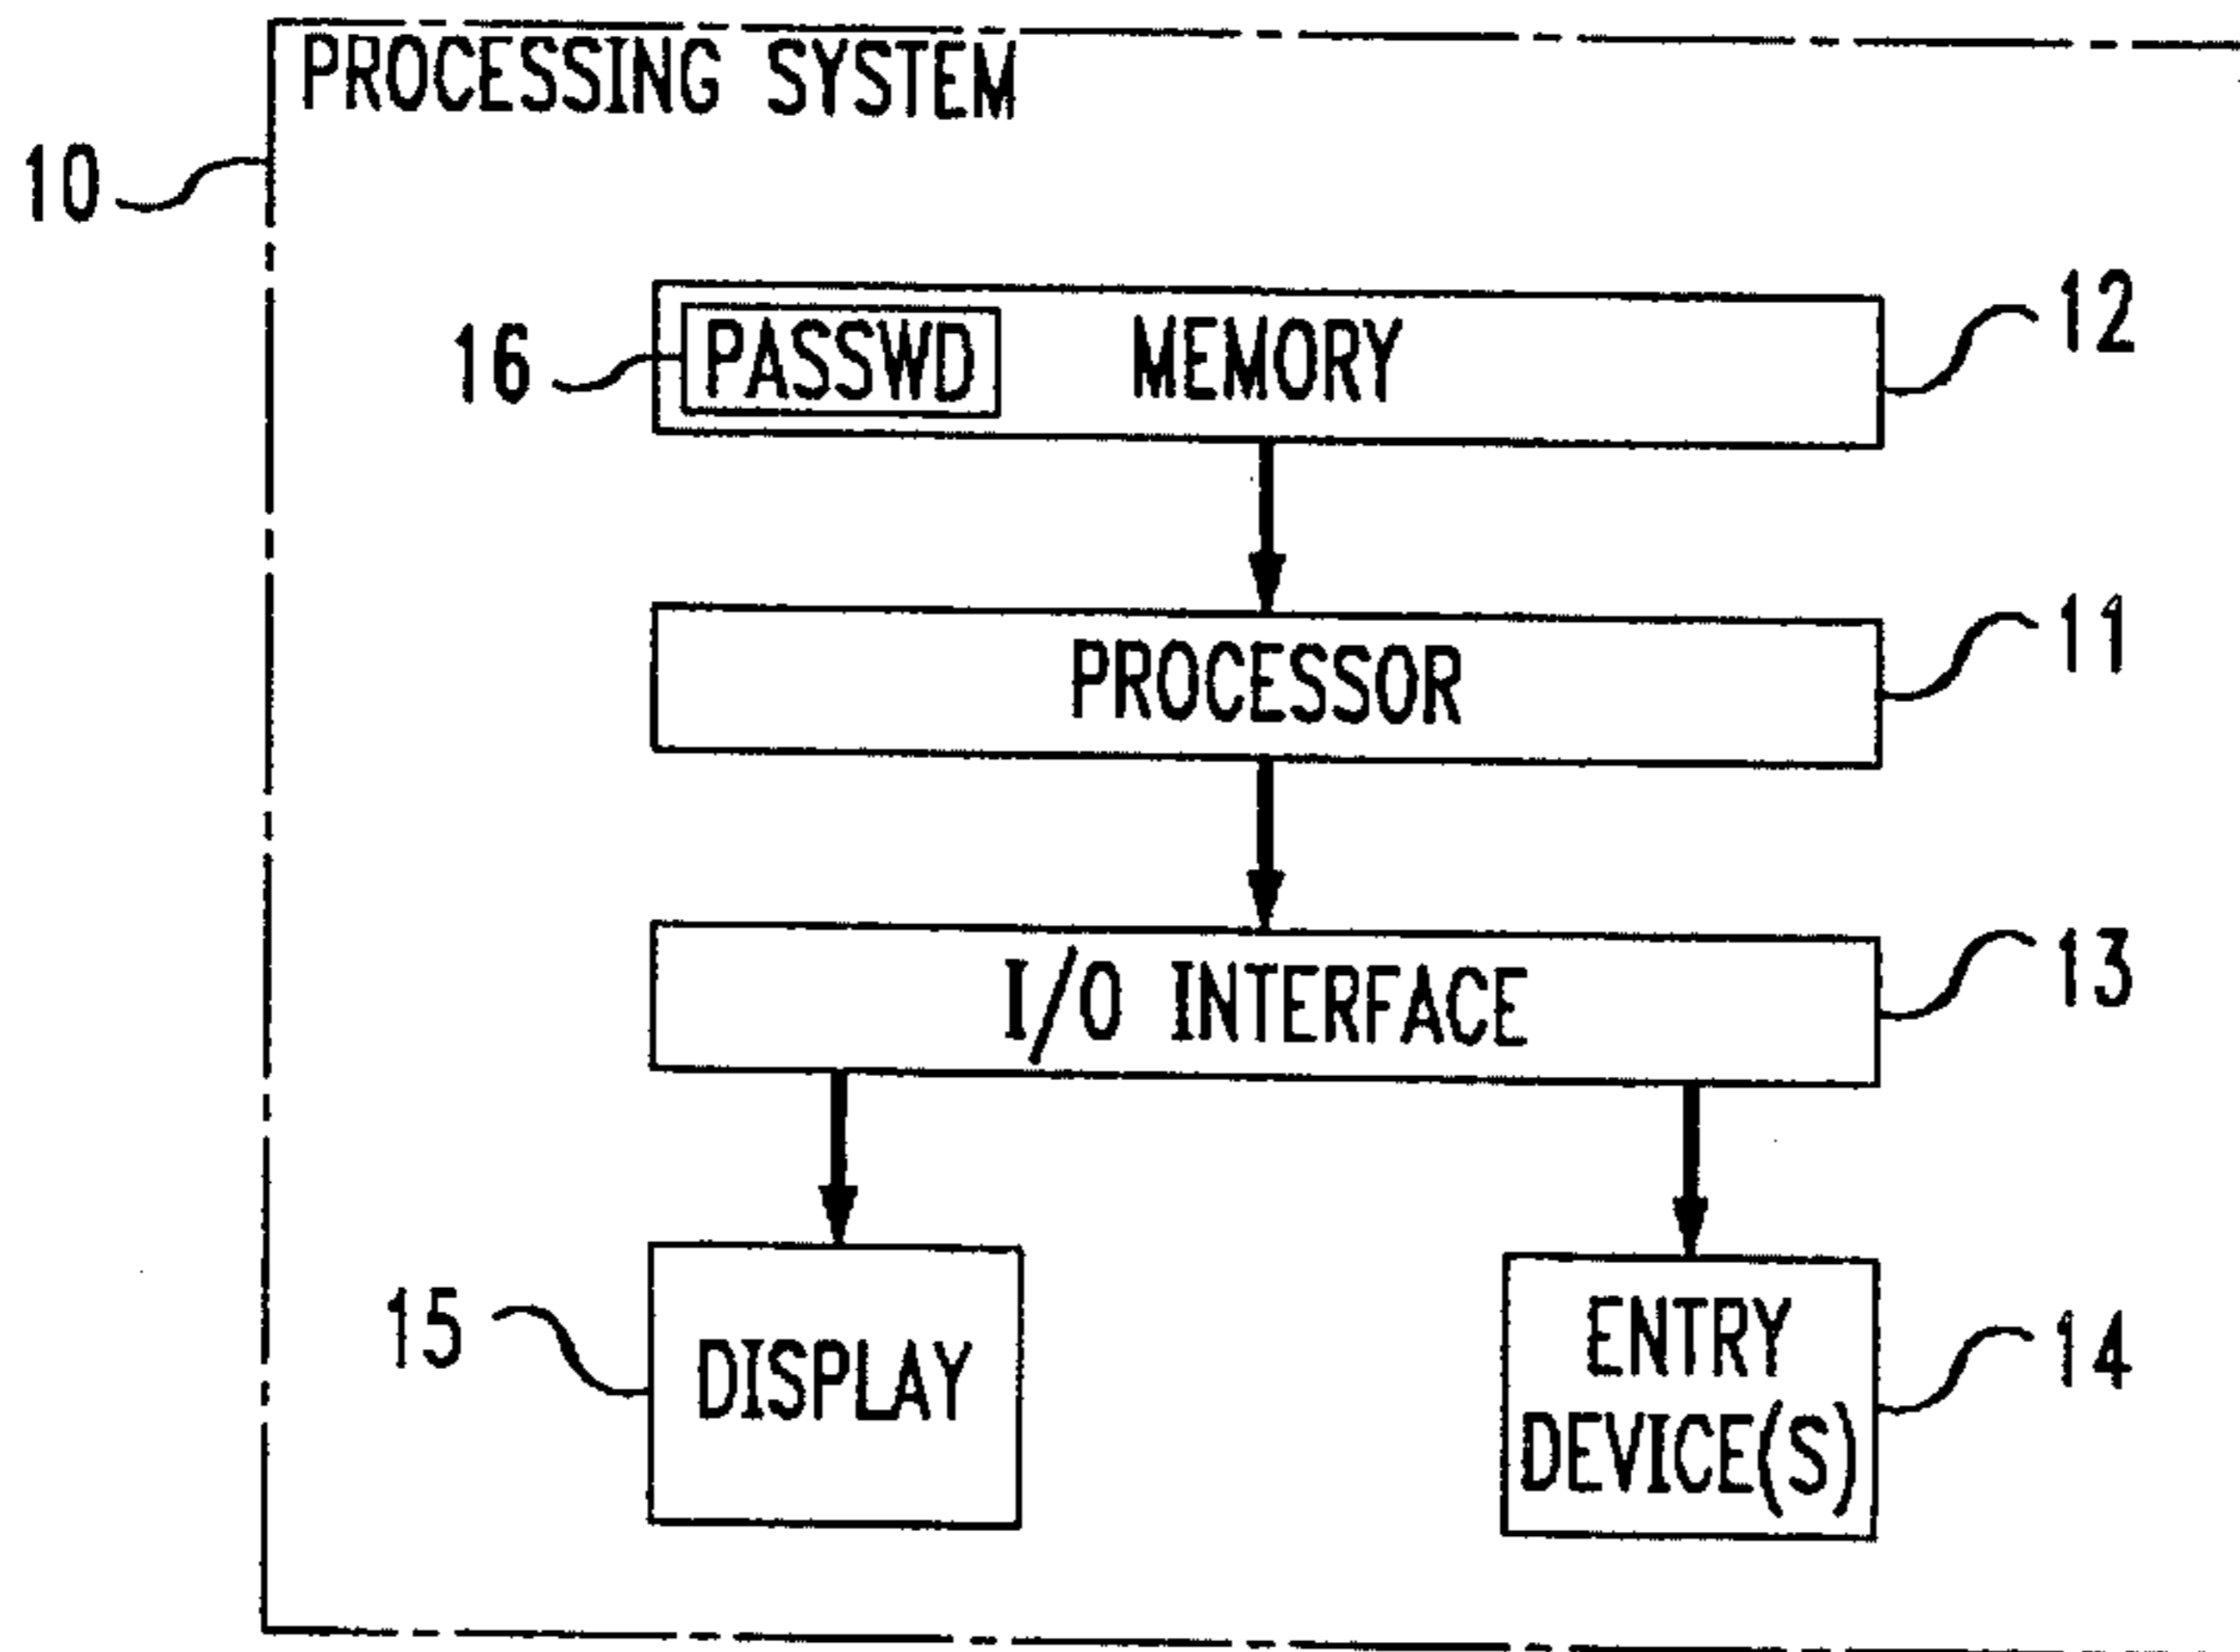 PROCESSING SYSTEM
10
16
PASSWD
MEMORY
12
PROCESSOR
11
I/O INTERFACE
13
15
DISPLAY
ENTRY
DEVICE(S)
14